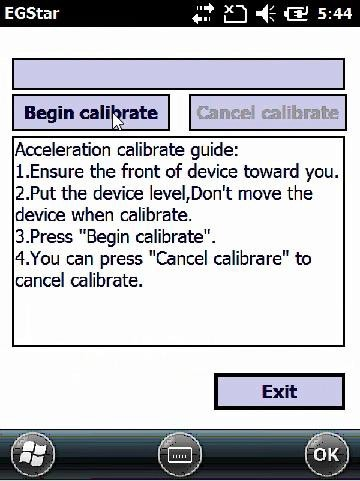 EGStar 5:44
Begin calibrate Cancel calibrate
Acceleration calibrate guide:
1.Ensure the front of device toward you.
2.Put the device level,Don't move the
device when calibrate.
3.Press "Begin calibrate".
4.You can press "Cancel calibrare" to
cancel calibrate.
Exit
OK